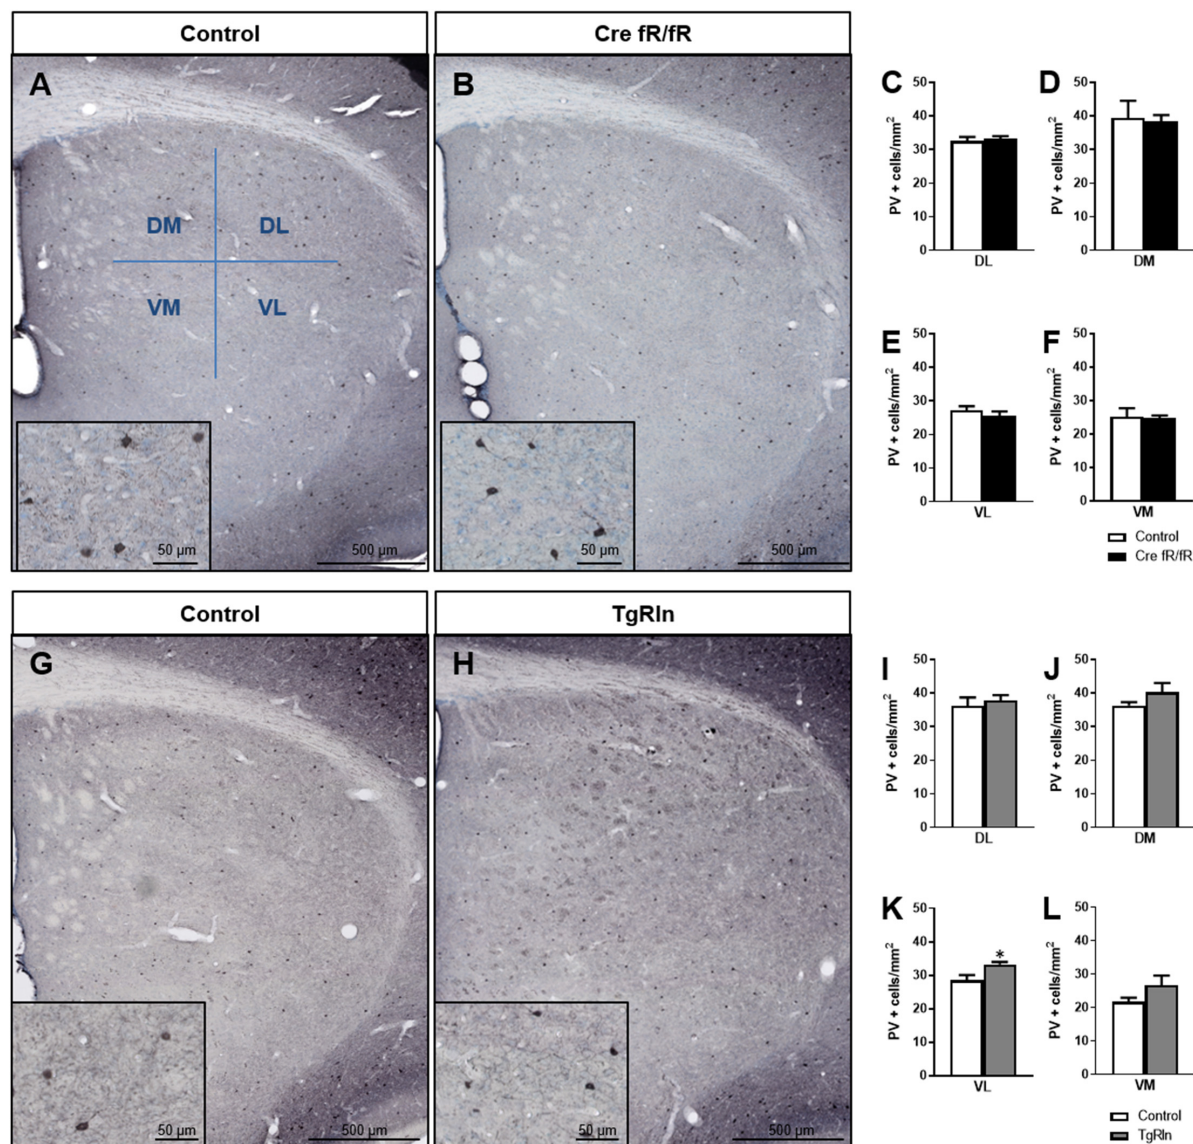 Control
Cre fR/fR
A
DM
DL
VM
VL
50 µm
500 µm
B
50 µm
500 µm
C
PV + cells/mm²
50
40
30
20
10
0
DL
D
PV + cells/mm²
50
40
30
20
10
0
DM
E
PV + cells/mm²
50
40
30
20
10
0
VL
F
PV + cells/mm²
50
40
30
20
10
0
VM
Control
Cre fR/fR
Control
TgRln
G
50 µm
500 µm
H
50 µm
500 µm
I
PV + cells/mm²
50
40
30
20
10
0
DL
J
PV + cells/mm²
50
40
30
20
10
0
DM
K
PV + cells/mm²
50
40
30
20
10
0
*
VL
L
PV + cells/mm²
50
40
30
20
10
0
VM
Control
TgRln